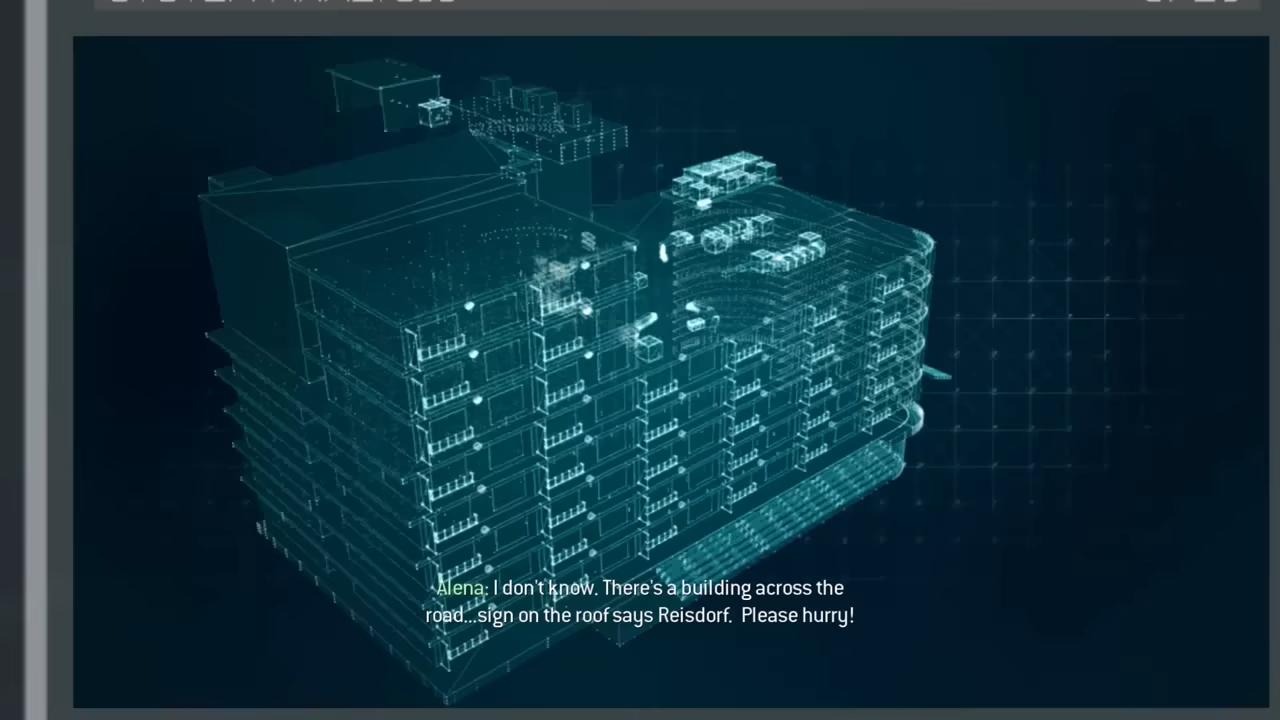 Alena: I don't know. There's a building across the
road...sign on the roof says Reisdorf.  Please hurry!